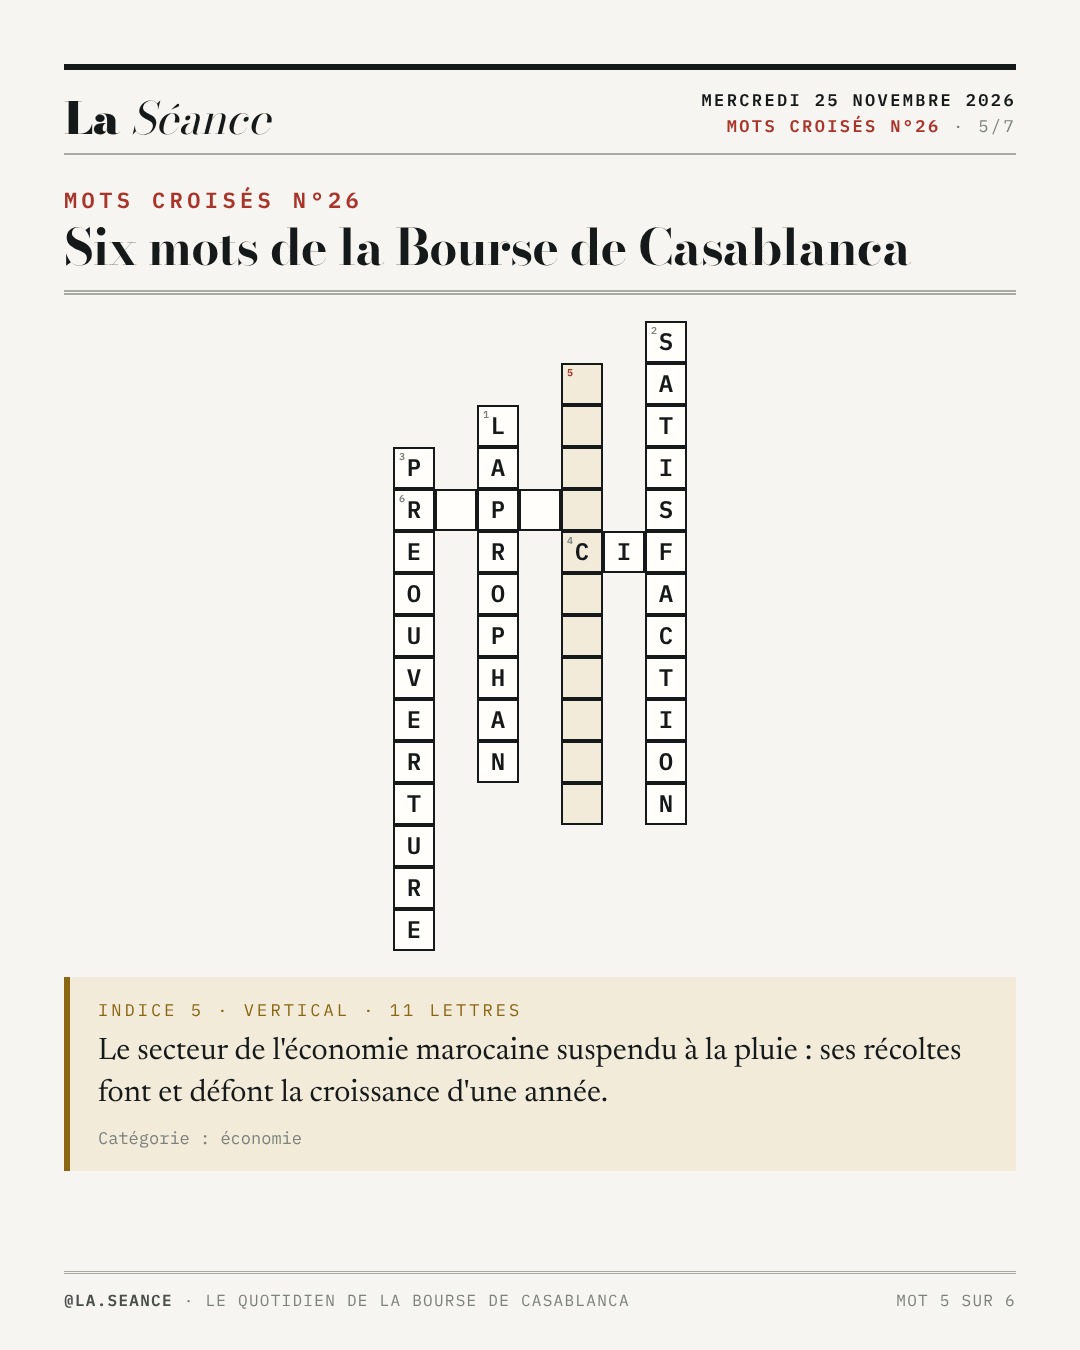 La Séance
MERCREDI 25 NOVEMBRE 2026
MOTS CROISÉS N°26 · 5/7
MOTS CROISÉS N°26
Six mots de la Bourse de Casablanca
2 S
5 A
1 L T
3 P A I
6 R P S
E R 4 C I F
O O A
U P C
V H T
E A I
R N O
T N
U
R
E
INDICE 5 · VERTICAL · 11 LETTRES
Le secteur de l'économie marocaine suspendu à la pluie : ses récoltes
font et défont la croissance d'une année.
Catégorie : économie
@LA.SEANCE · LE QUOTIDIEN DE LA BOURSE DE CASABLANCA
MOT 5 SUR 6